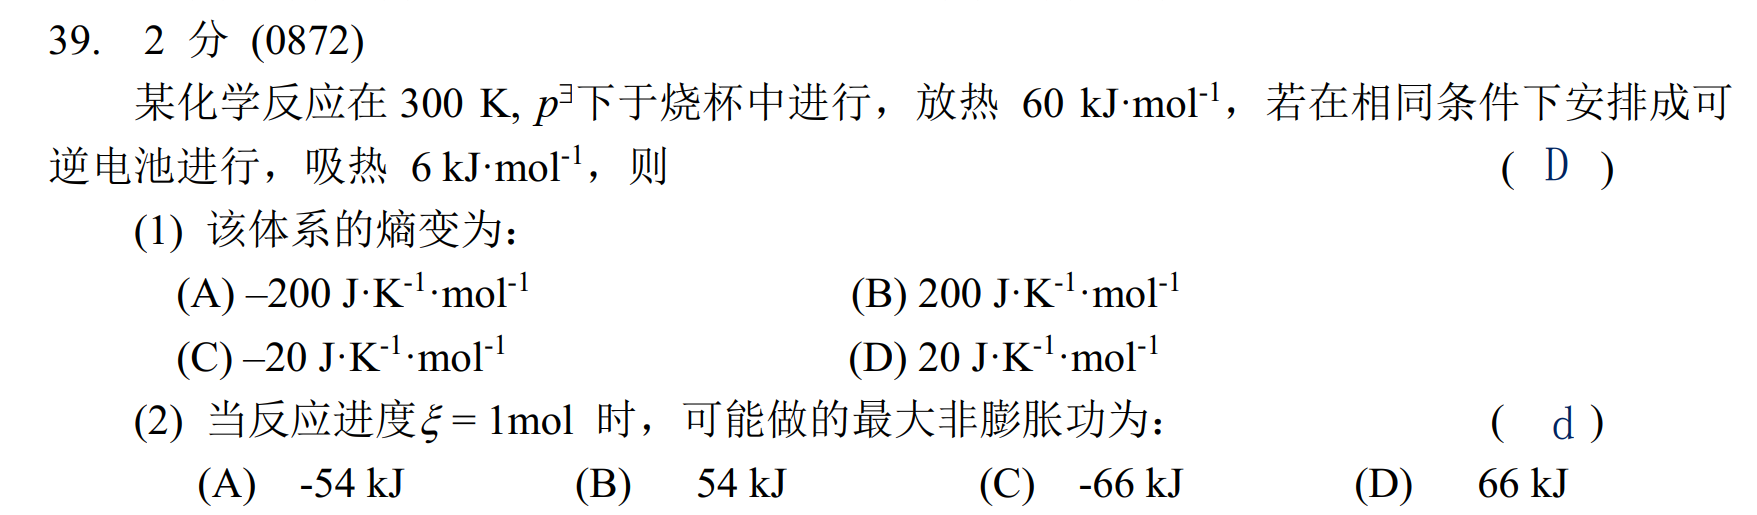 39. 2 分 (0872)
某化学反应在 300 K, p∃下于烧杯中进行，放热 60 kJ·mol-1，若在相同条件下安排成可
逆电池进行，吸热 6 kJ·mol-1，则 ( D )
(1) 该体系的熵变为：
(A) –200 J·K-1·mol-1 (B) 200 J·K-1·mol-1
(C) –20 J·K-1·mol-1 (D) 20 J·K-1·mol-1
(2) 当反应进度ξ = 1mol 时，可能做的最大非膨胀功为： ( d )
(A) -54 kJ (B) 54 kJ (C) -66 kJ (D) 66 kJ